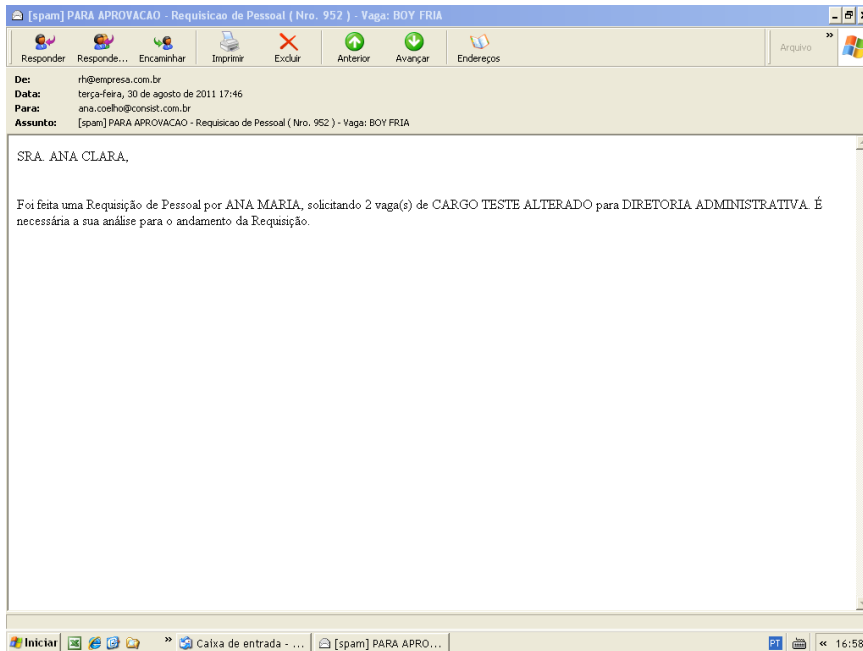 [spam] PARA APROVACAO - Requisicao de Pessoal ( Nro. 952 ) - Vaga: BOY FRIA
Responder Responde... Encaminhar Imprimir Excluir Anterior Avançar Endereços Arquivo »
De: rh@empresa.com.br
Data: terça-feira, 30 de agosto de 2011 17:46
Para: ana.coelho@consist.com.br
Assunto: [spam] PARA APROVACAO - Requisicao de Pessoal ( Nro. 952 ) - Vaga: BOY FRIA
SRA. ANA CLARA,
Foi feita uma Requisição de Pessoal por ANA MARIA, solicitando 2 vaga(s) de CARGO TESTE ALTERADO para DIRETORIA ADMINISTRATIVA. É
necessária a sua análise para o andamento da Requisição.
Iniciar » Caixa de entrada - ... [spam] PARA APRO... PT « 16:58